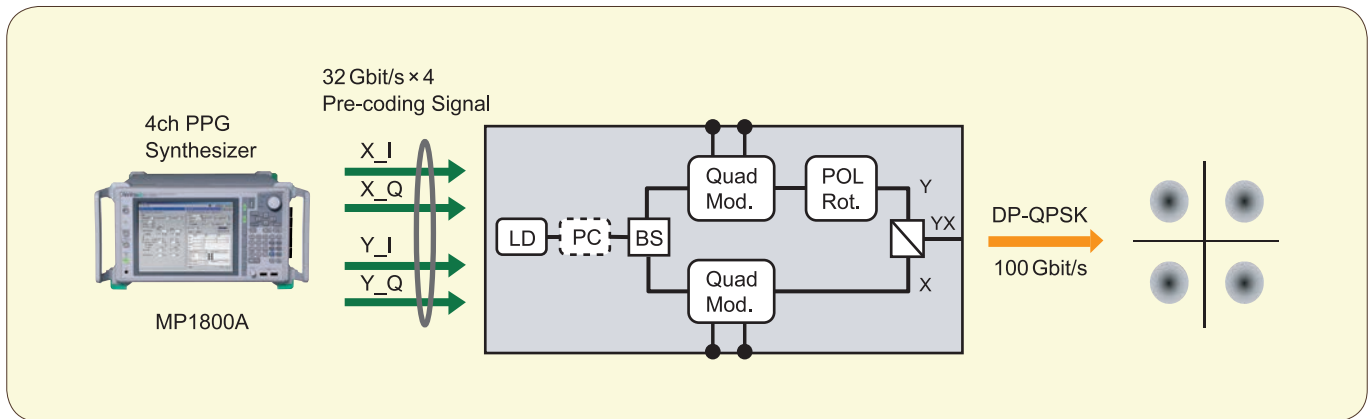 32 Gbit/s × 4
Pre-coding Signal
4ch PPG
Synthesizer
X_I
X_Q
Y_I
Y_Q
MP1800A
LD
PC
BS
Quad
Mod.
POL
Rot.
Y
YX
Quad
Mod.
X
DP-QPSK
100 Gbit/s